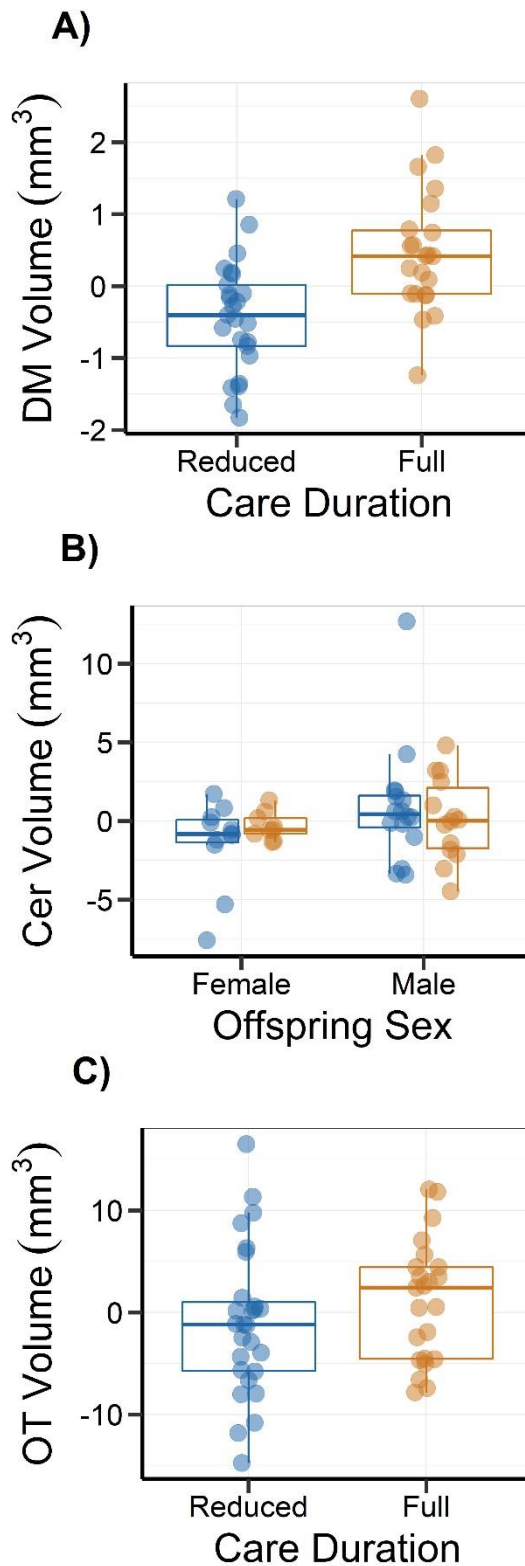 A)
DM Volume (mm³)
2
1
0
-1
-2
Reduced Full
Care Duration
B)
Cer Volume (mm³)
10
5
0
-5
Female Male
Offspring Sex
C)
OT Volume (mm³)
10
0
-10
Reduced Full
Care Duration